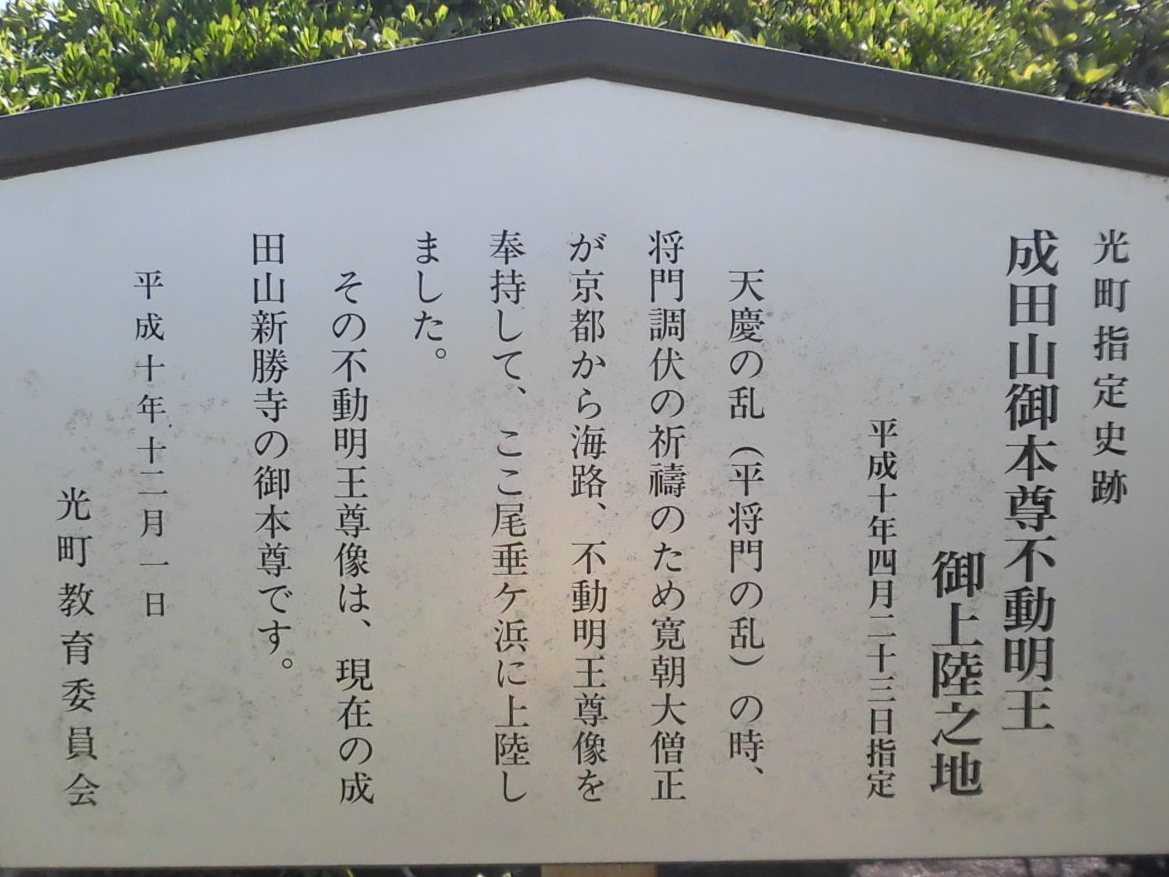 光町指定史跡
成田山御本尊不動明王
御上陸之地
平成十年四月二十三日指定
天慶の乱（平将門の乱）の時、
将門調伏の祈禱のため寛朝大僧正
が京都から海路、不動明王尊像を
奉持して、ここ尾垂ケ浜に上陸し
ました。
その不動明王尊像は、現在の成
田山新勝寺の御本尊です。
平成十年十二月一日
光町教育委員会